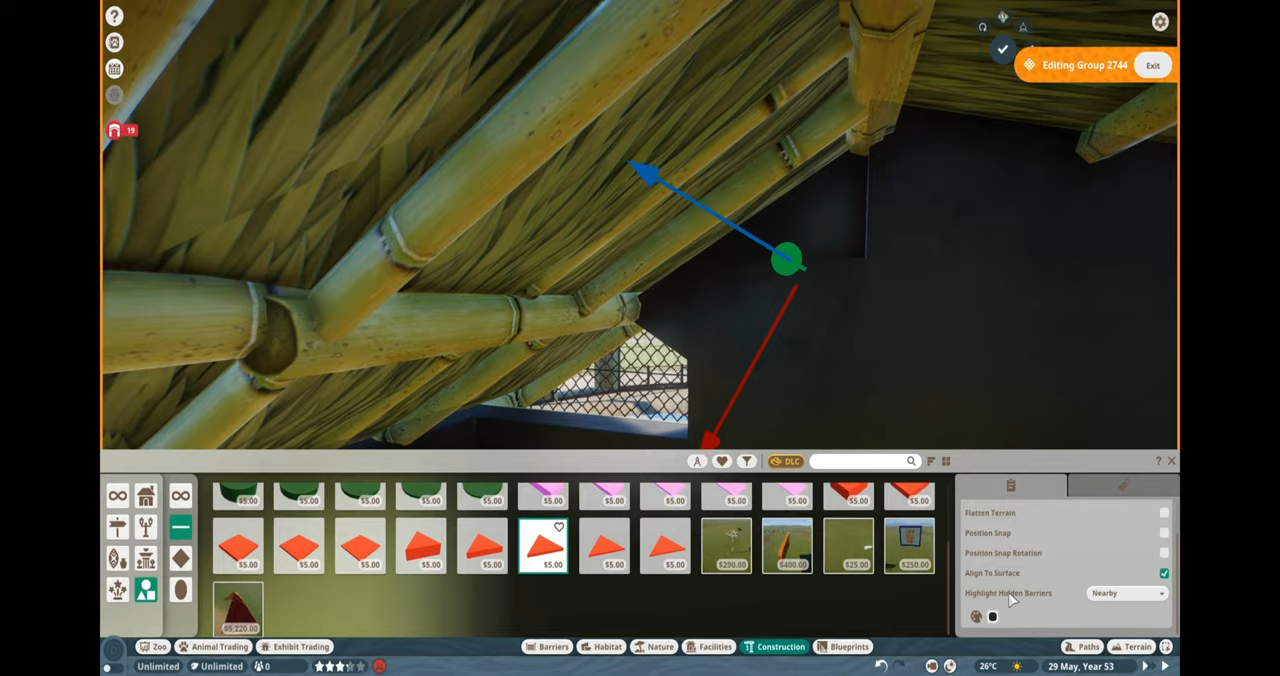 ?
Editing Group 2744 Exit
19
DLC
? X
$5.00 $5.00 $5.00 $5.00 $5.00 $5.00 $5.00 $5.00 $5.00 $5.00 $5.00 $5.00
$5.00 $5.00 $5.00 $5.00 $5.00 $5.00 $5.00 $5.00 $290.00 $400.00 $25.00 $250.00
$5,220.00
Flatten Terrain
Position Snap
Position Snap Rotation
Align To Surface
Highlight Hidden Barriers Nearby
Zoo Animal Trading Exhibit Trading Barriers Habitat Nature Facilities Construction Blueprints Paths Terrain
Unlimited Unlimited 0 26°C 29 May, Year 53